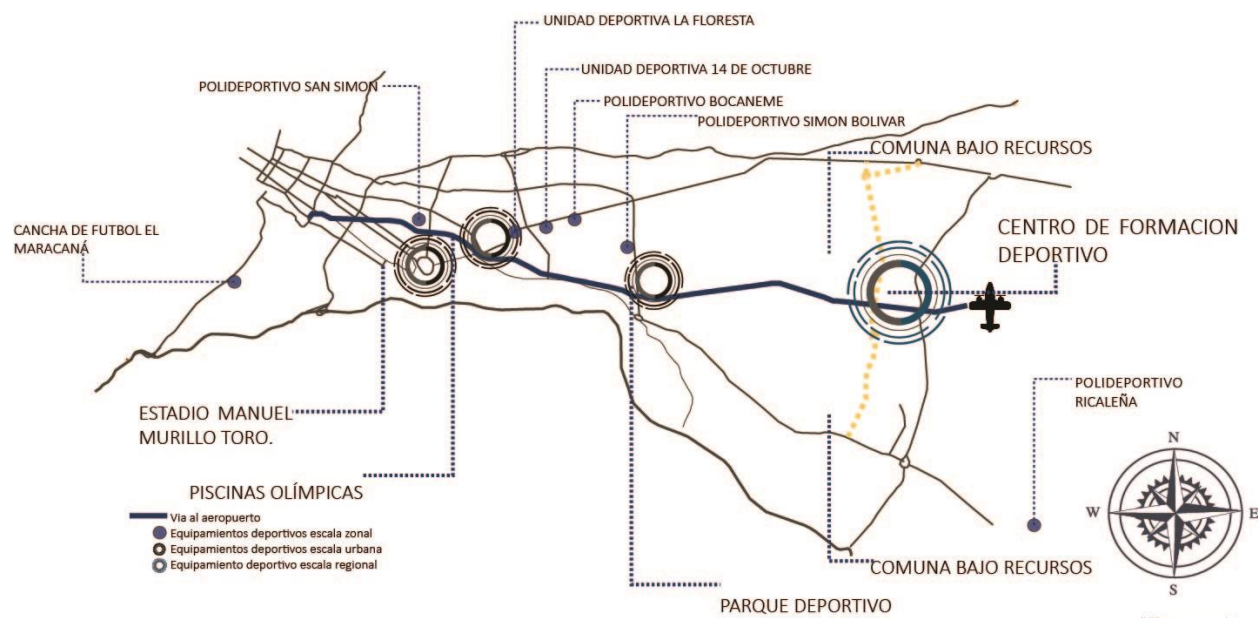 UNIDAD DEPORTIVA LA FLORESTA
UNIDAD DEPORTIVA 14 DE OCTUBRE
POLIDEPORTIVO SAN SIMON
POLIDEPORTIVO BOCANEME
POLIDEPORTIVO SIMON BOLIVAR
COMUNA BAJO RECURSOS
CANCHA DE FUTBOL EL
MARACANÁ
CENTRO DE FORMACION
DEPORTIVO
ESTADIO MANUEL
MURILLO TORO.
POLIDEPORTIVO
RICALEÑA
PISCINAS OLÍMPICAS
Via al aeropuerto
Equipamientos deportivos escala zonal
Equipamientos deportivos escala urbana
Equipamiento deportivo escala regional
COMUNA BAJO RECURSOS
PARQUE DEPORTIVO
N
W
E
S